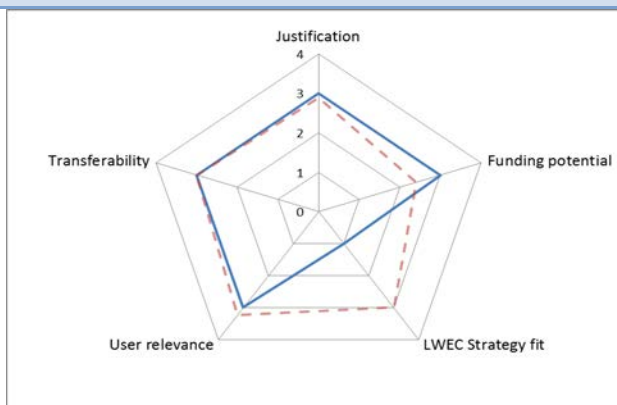 Justification
4
3
2
1
0
Transferability
Funding potential
User relevance
LWEC Strategy fit